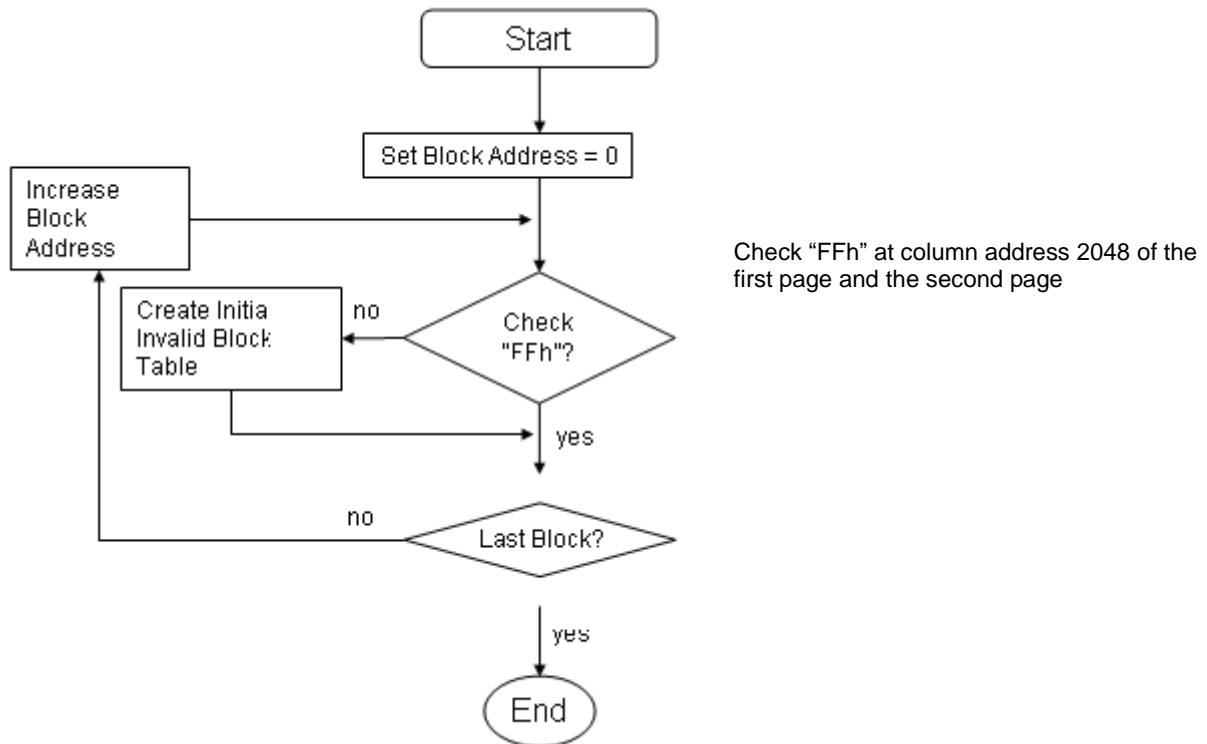 Start
Set Block Address = 0
Increase
Block
Address
Check "FFh"?
Create Initia
Invalid Block
Table
no
yes
Last Block?
no
yes
End
Check “FFh” at column address 2048 of the
first page and the second page